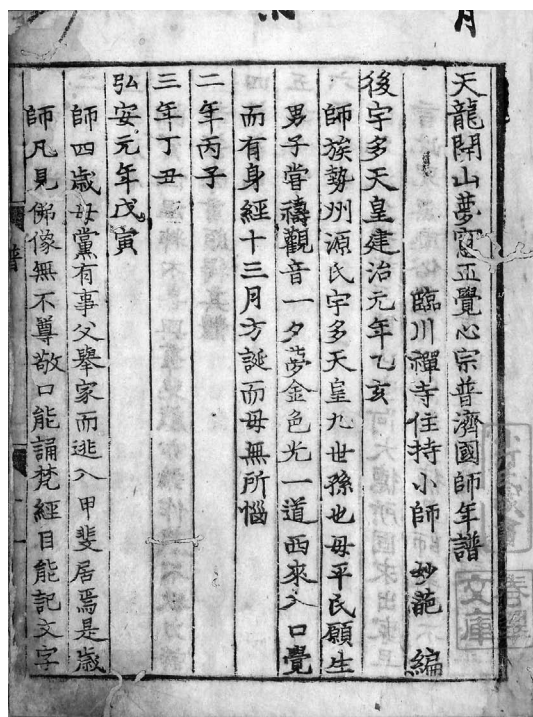 天龍開山夢窓正覺心宗普濟國師年譜
臨川禪寺住持小師妙葩編
後宇多天皇建治元年乙亥
師族勢州源氏宇多天皇九世孫也母平氏願生
男子嘗禱觀音一夕夢金色光一道西來入口覺
而有身經十三月方誕而母無所惱
二年丙子
三年丁丑
弘安元年戊寅
師四歲母黨有事父舉家而逃入甲斐居焉是歲
師凡見佛像無不尊敬口能誦梵經目能記文字
文庫